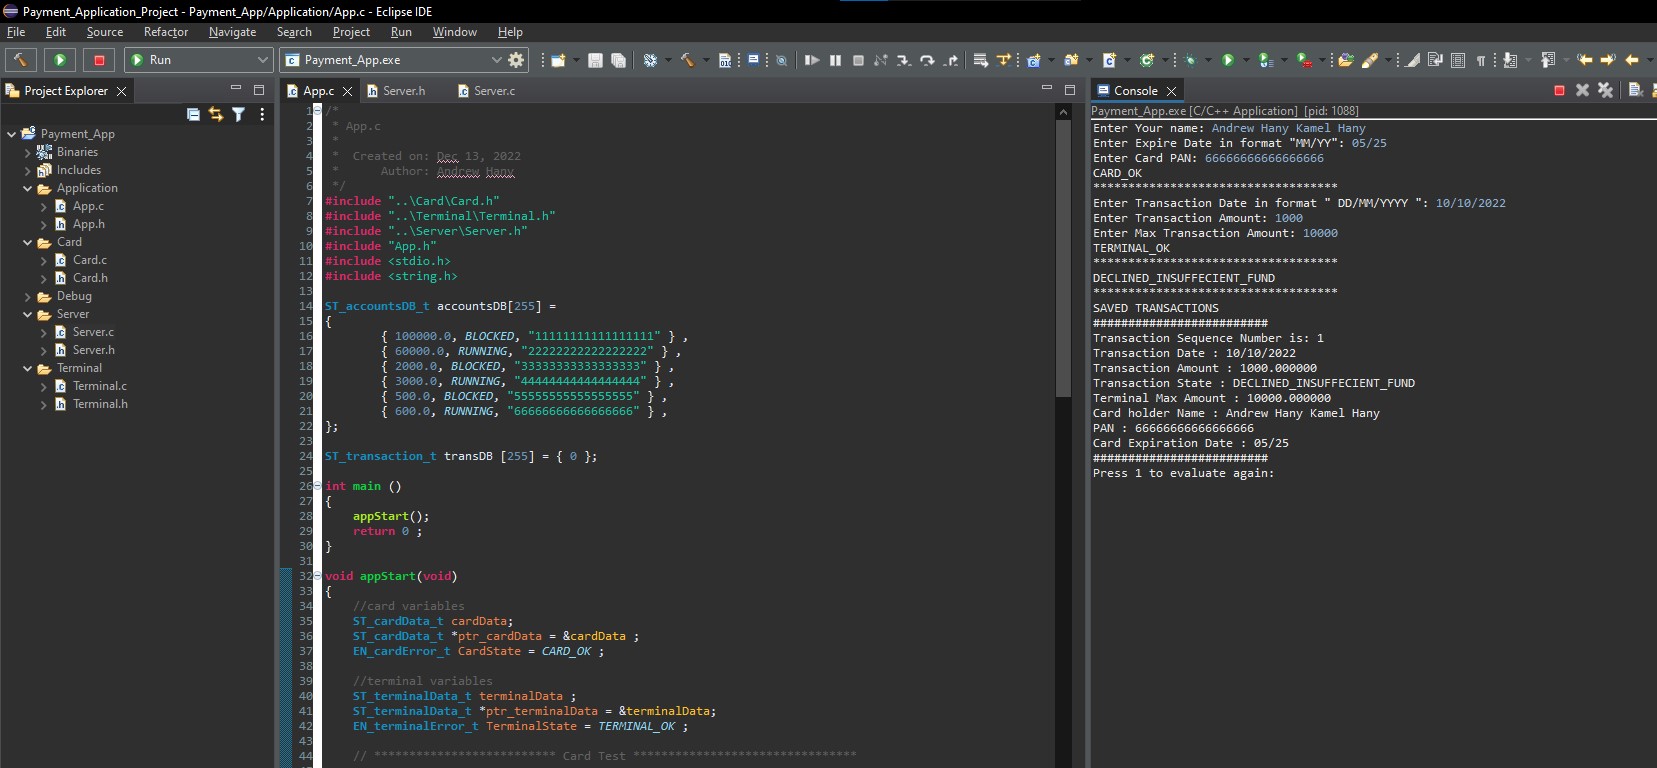 Payment_Application_Project - Payment_App/Application/App.c - Eclipse IDE
File Edit Source Refactor Navigate Search Project Run Window Help
Run
Payment_App.exe
Project Explorer
Payment_App
Binaries
Includes
Application
App.c
App.h
Card
Card.c
Card.h
Debug
Server
Server.c
Server.h
Terminal
Terminal.c
Terminal.h
App.c Server.h Server.c
1 /*
2 * App.c
3 *
4 * Created on: Dec 13, 2022
5 * Author: Andrew Hany
6 */
7 #include "..\Card\Card.h"
8 #include "..\Terminal\Terminal.h"
9 #include "..\Server\Server.h"
10 #include "App.h"
11 #include <stdio.h>
12 #include <string.h>
13
14 ST_accountsDB_t accountsDB[255] =
15 {
16 { 100000.0, BLOCKED, "11111111111111111" } ,
17 { 60000.0, RUNNING, "22222222222222222" } ,
18 { 2000.0, BLOCKED, "33333333333333333" } ,
19 { 3000.0, RUNNING, "44444444444444444" } ,
20 { 500.0, BLOCKED, "55555555555555555" } ,
21 { 600.0, RUNNING, "66666666666666666" } ,
22 };
23
24 ST_transaction_t transDB [255] = { 0 };
25
26 int main ()
27 {
28 appStart();
29 return 0 ;
30 }
31
32 void appStart(void)
33 {
34 //card variables
35 ST_cardData_t cardData;
36 ST_cardData_t *ptr_cardData = &cardData ;
37 EN_cardError_t CardState = CARD_OK ;
38
39 //terminal variables
40 ST_terminalData_t terminalData ;
41 ST_terminalData_t *ptr_terminalData = &terminalData;
42 EN_terminalError_t TerminalState = TERMINAL_OK ;
43
44 // ************************** Card Test ********************************
Console
Payment_App.exe [C/C++ Application] [pid: 1088]
Enter Your name: Andrew Hany Kamel Hany
Enter Expire Date in format "MM/YY": 05/25
Enter Card PAN: 66666666666666666
CARD_OK
***********************************
Enter Transaction Date in format " DD/MM/YYYY ": 10/10/2022
Enter Transaction Amount: 1000
Enter Max Transaction Amount: 10000
TERMINAL_OK
***********************************
DECLINED_INSUFFECIENT_FUND
***********************************
SAVED TRANSACTIONS
#########################
Transaction Sequence Number is: 1
Transaction Date : 10/10/2022
Transaction Amount : 1000.000000
Transaction State : DECLINED_INSUFFECIENT_FUND
Terminal Max Amount : 10000.000000
Card holder Name : Andrew Hany Kamel Hany
PAN : 66666666666666666
Card Expiration Date : 05/25
#########################
Press 1 to evaluate again: